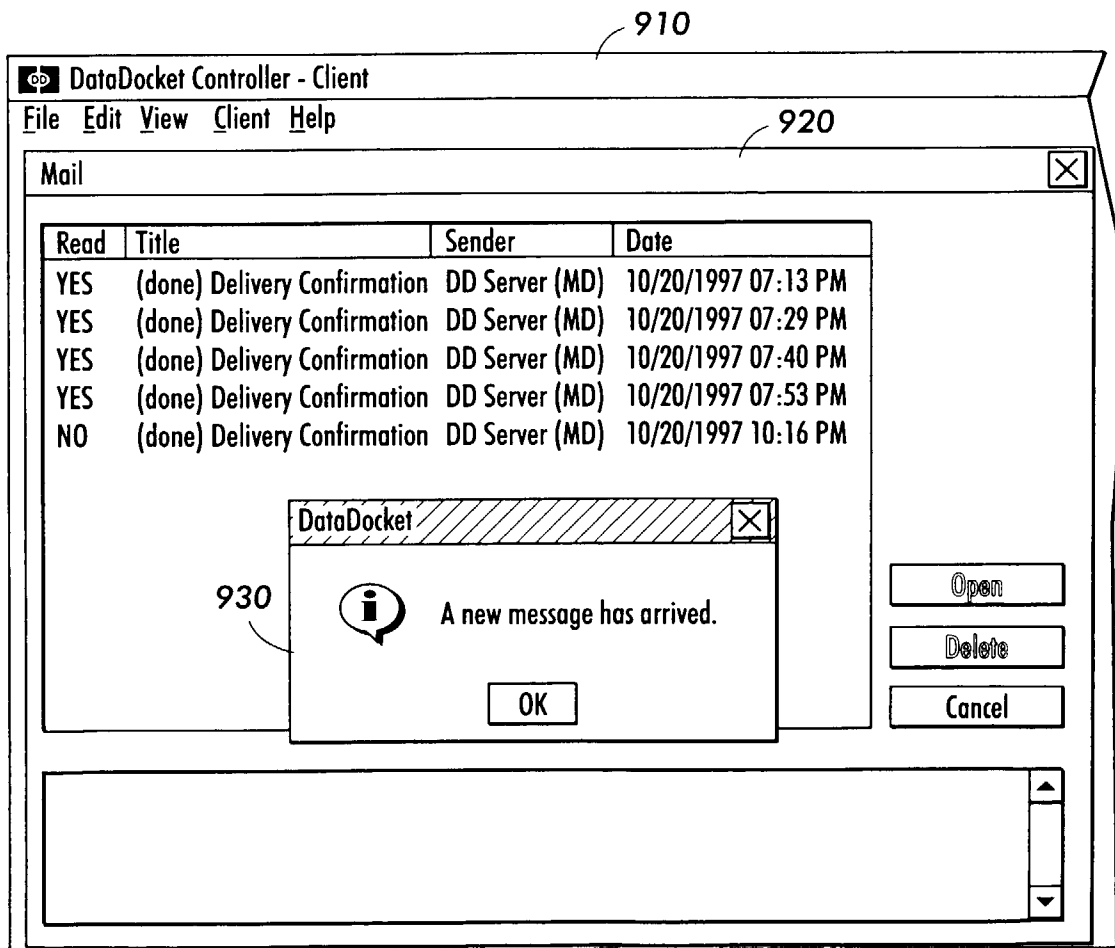 910
DD DataDocket Controller - Client
File Edit View Client Help
920
Mail
Read Title Sender Date
YES (done) Delivery Confirmation DD Server (MD) 10/20/1997 07:13 PM
YES (done) Delivery Confirmation DD Server (MD) 10/20/1997 07:29 PM
YES (done) Delivery Confirmation DD Server (MD) 10/20/1997 07:40 PM
YES (done) Delivery Confirmation DD Server (MD) 10/20/1997 07:53 PM
NO (done) Delivery Confirmation DD Server (MD) 10/20/1997 10:16 PM
DataDocket
930
A new message has arrived.
OK
Open
Delete
Cancel